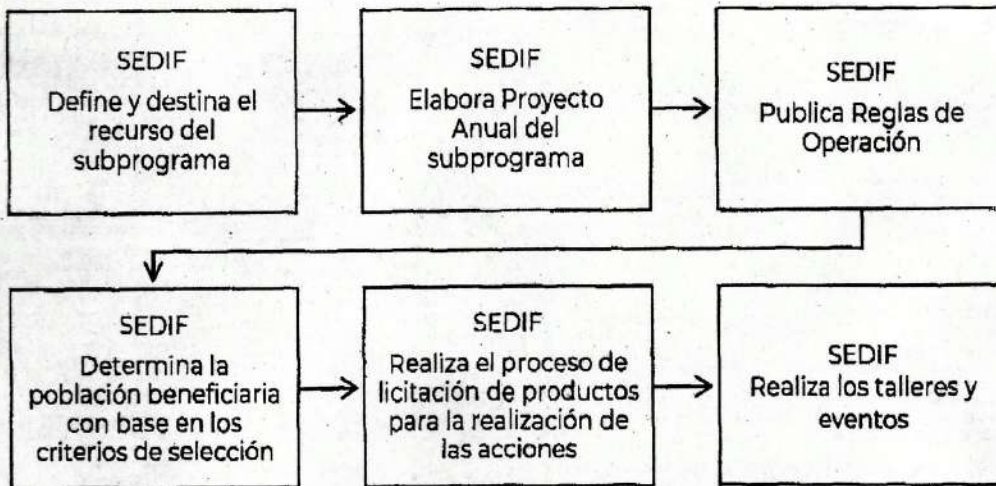 SEDIF
Define y destina el
recurso del
subprograma
SEDIF
Elabora Proyecto
Anual del
subprograma
SEDIF
Publica Reglas de
Operación
SEDIF
Determina la
población beneficiaria
con base en los
criterios de selección
SEDIF
Realiza el proceso de
licitación de productos
para la realización de
las acciones
SEDIF
Realiza los talleres y
eventos